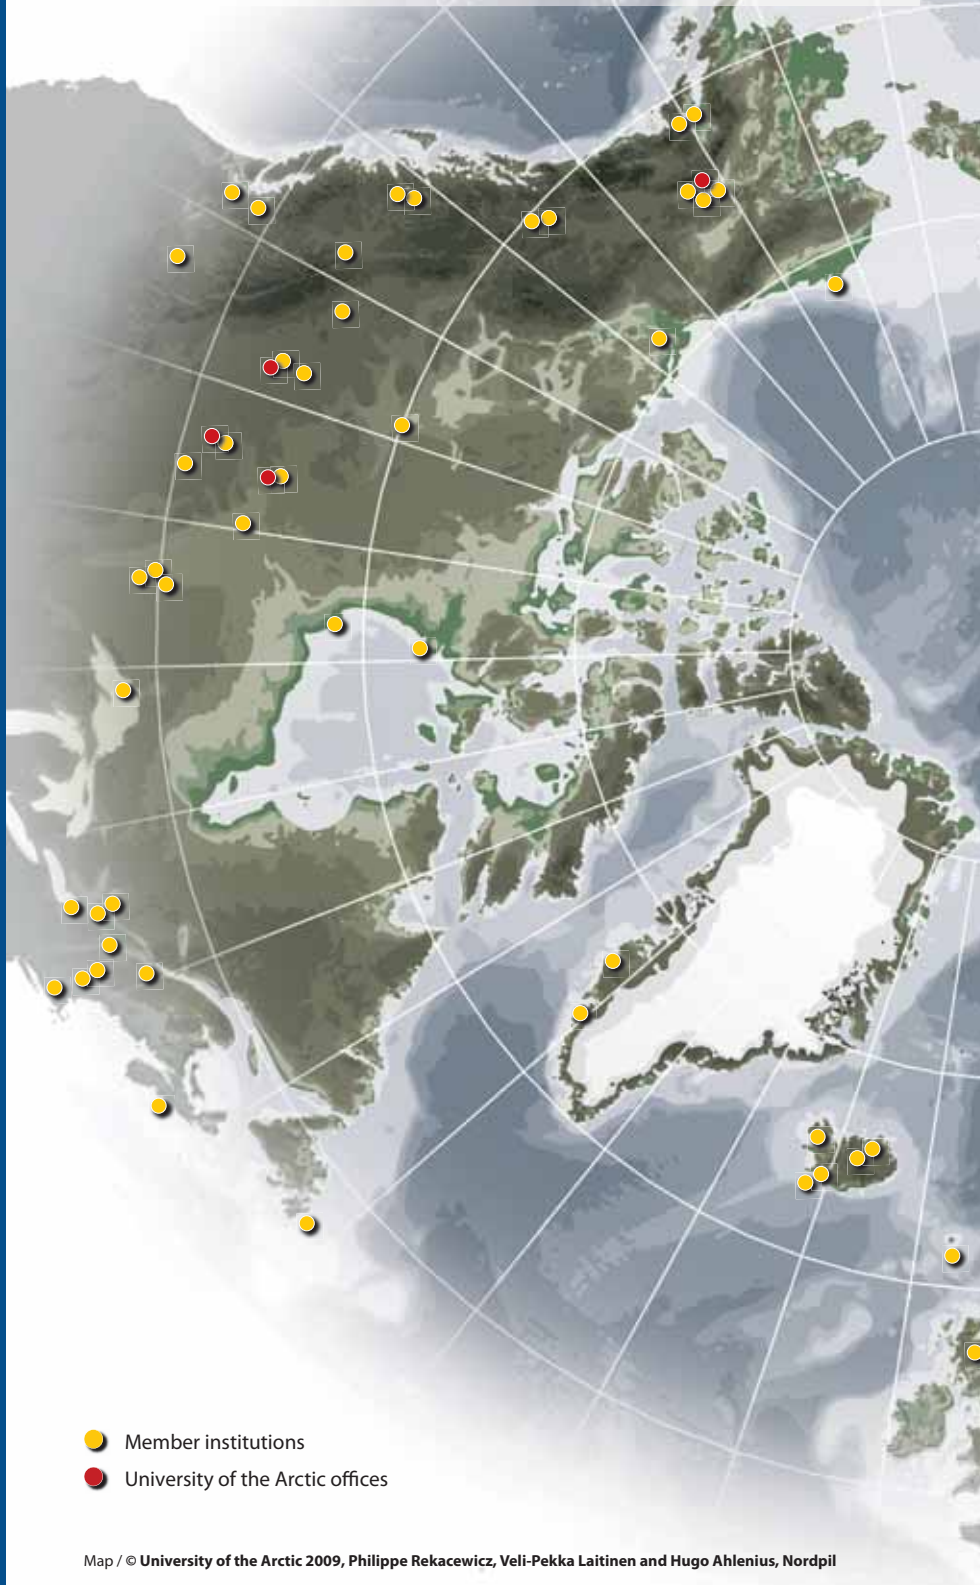 Member institutions
University of the Arctic offices
Map / © University of the Arctic 2009, Philippe Rekacewicz, Veli-Pekka Laitinen and Hugo Ahlenius, Nordpil